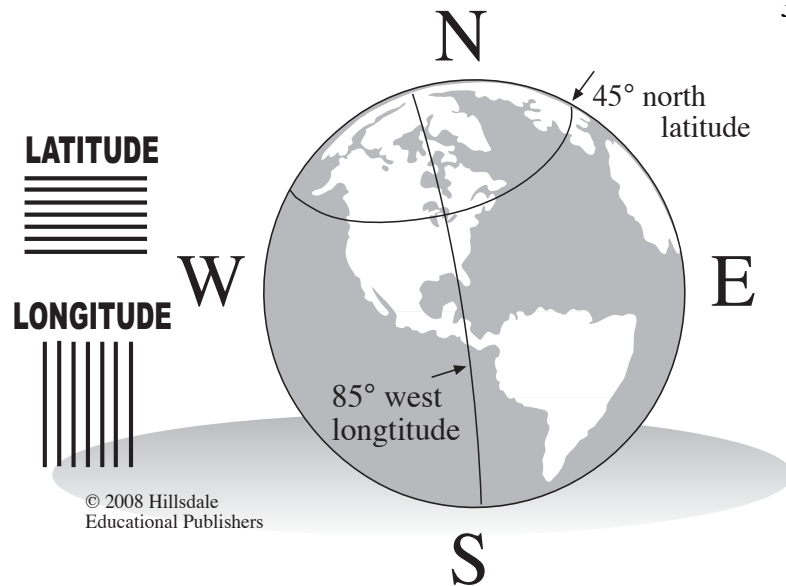 N
45° north
latitude
LATITUDE
W
E
LONGITUDE
85° west
longtitude
© 2008 Hillsdale
Educational Publishers
S